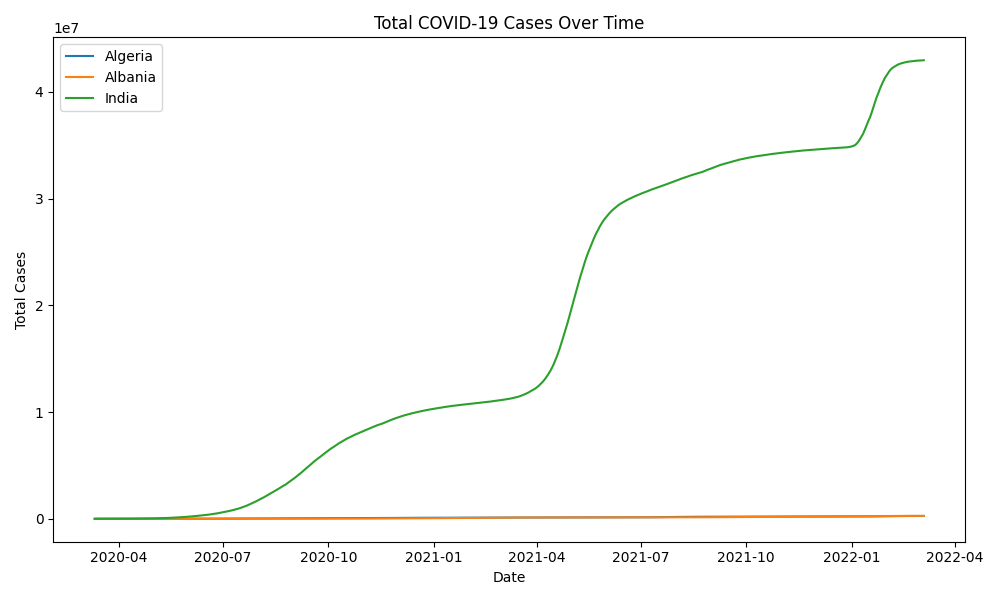 Total COVID-19 Cases Over Time
1e7
Algeria
Albania
India
4
3
2
1
0
Total Cases
2020-04 2020-07 2020-10 2021-01 2021-04 2021-07 2021-10 2022-01 2022-04
Date